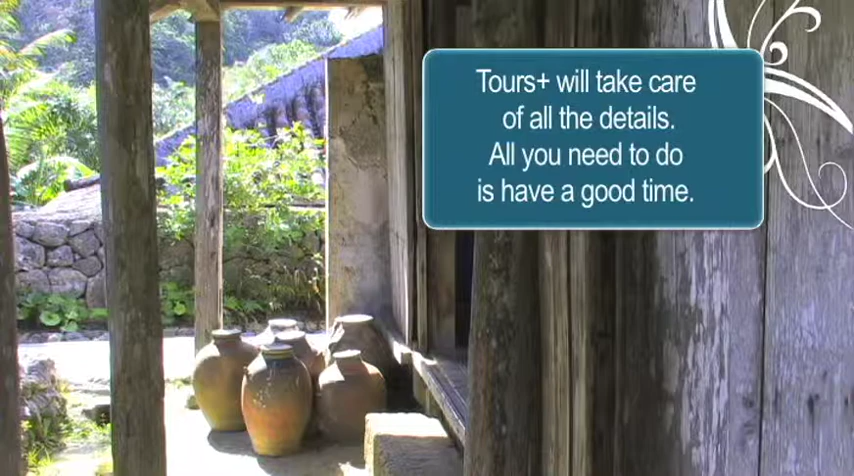 Tours+ will take care
of all the details.
All you need to do
is have a good time.